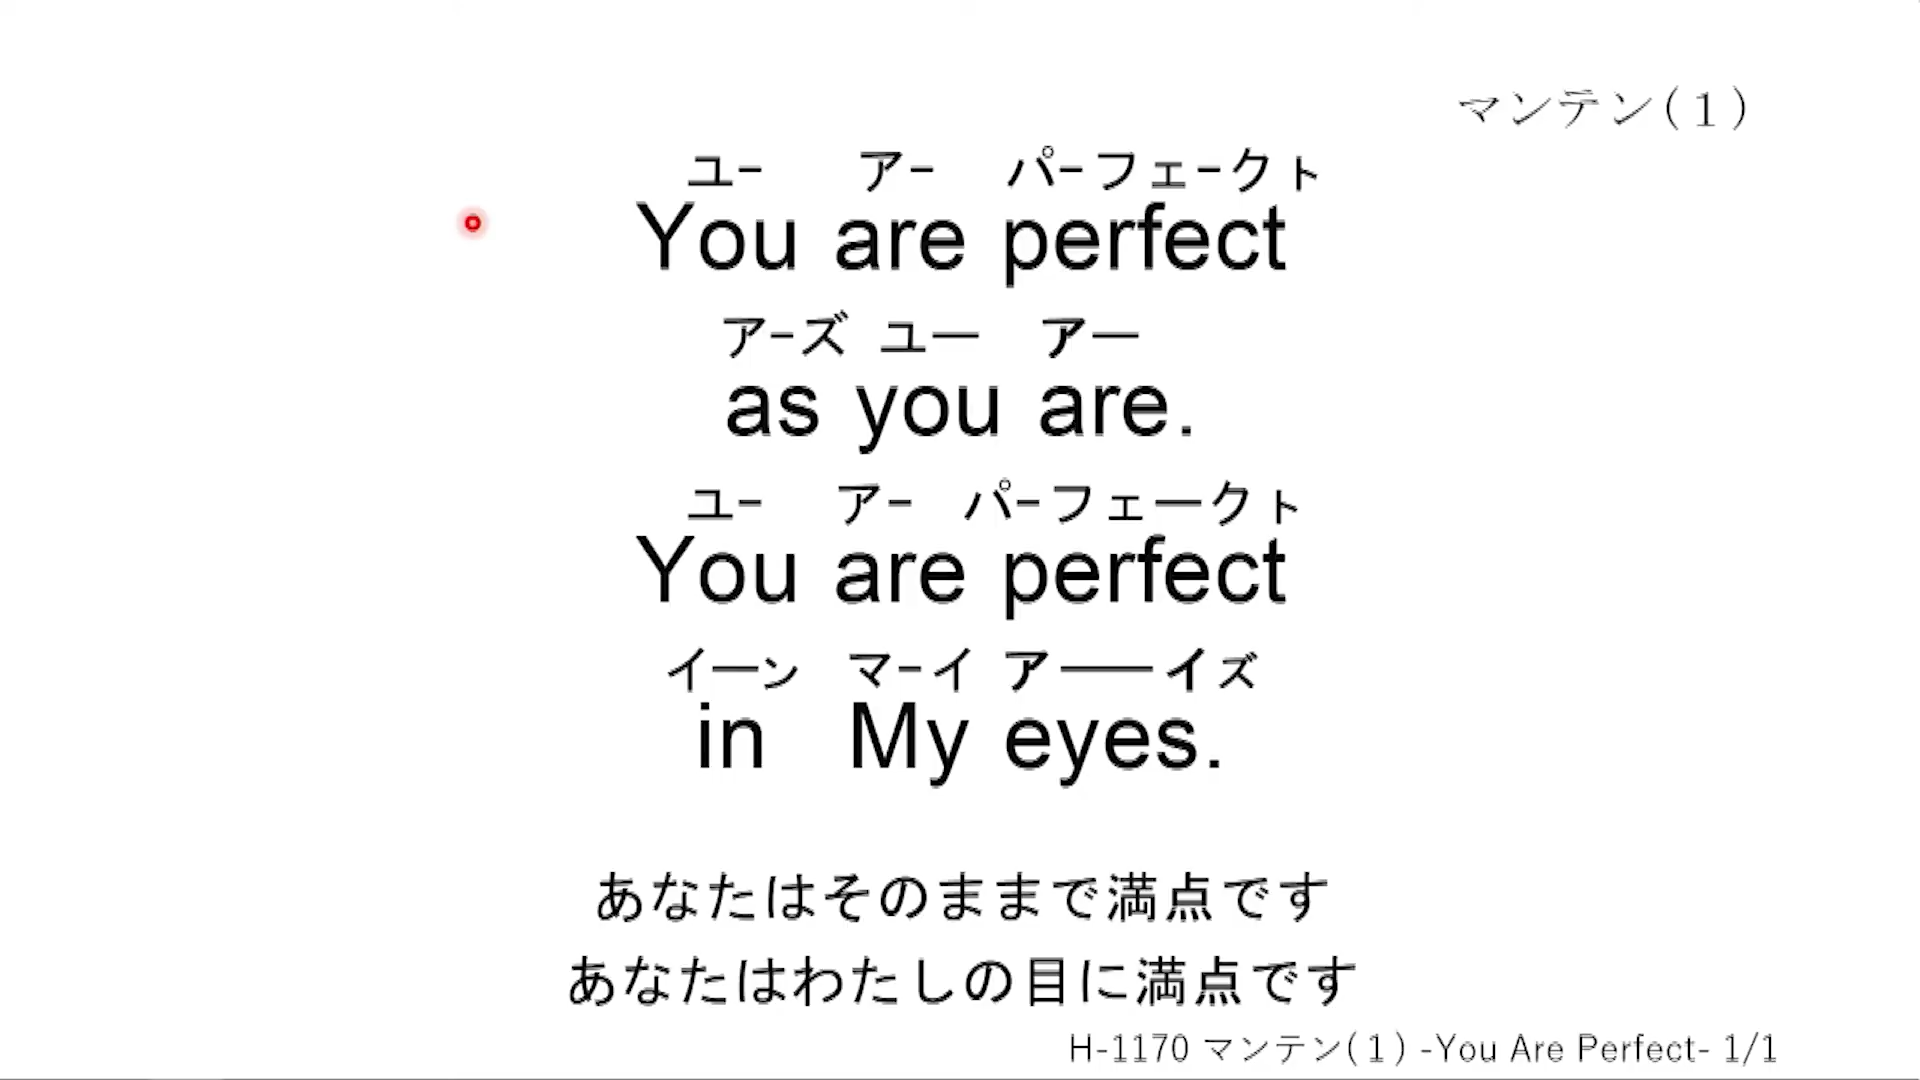 マンテン(1)
ユー アー パーフェークト
You are perfect
アーズ ユー アー
as you are.
ユー アー パーフェークト
You are perfect
イーン マーイ アーーイズ
in My eyes.
あなたはそのままで満点です
あなたはわたしの目に満点です
H-1170 マンテン(1) -You Are Perfect- 1/1